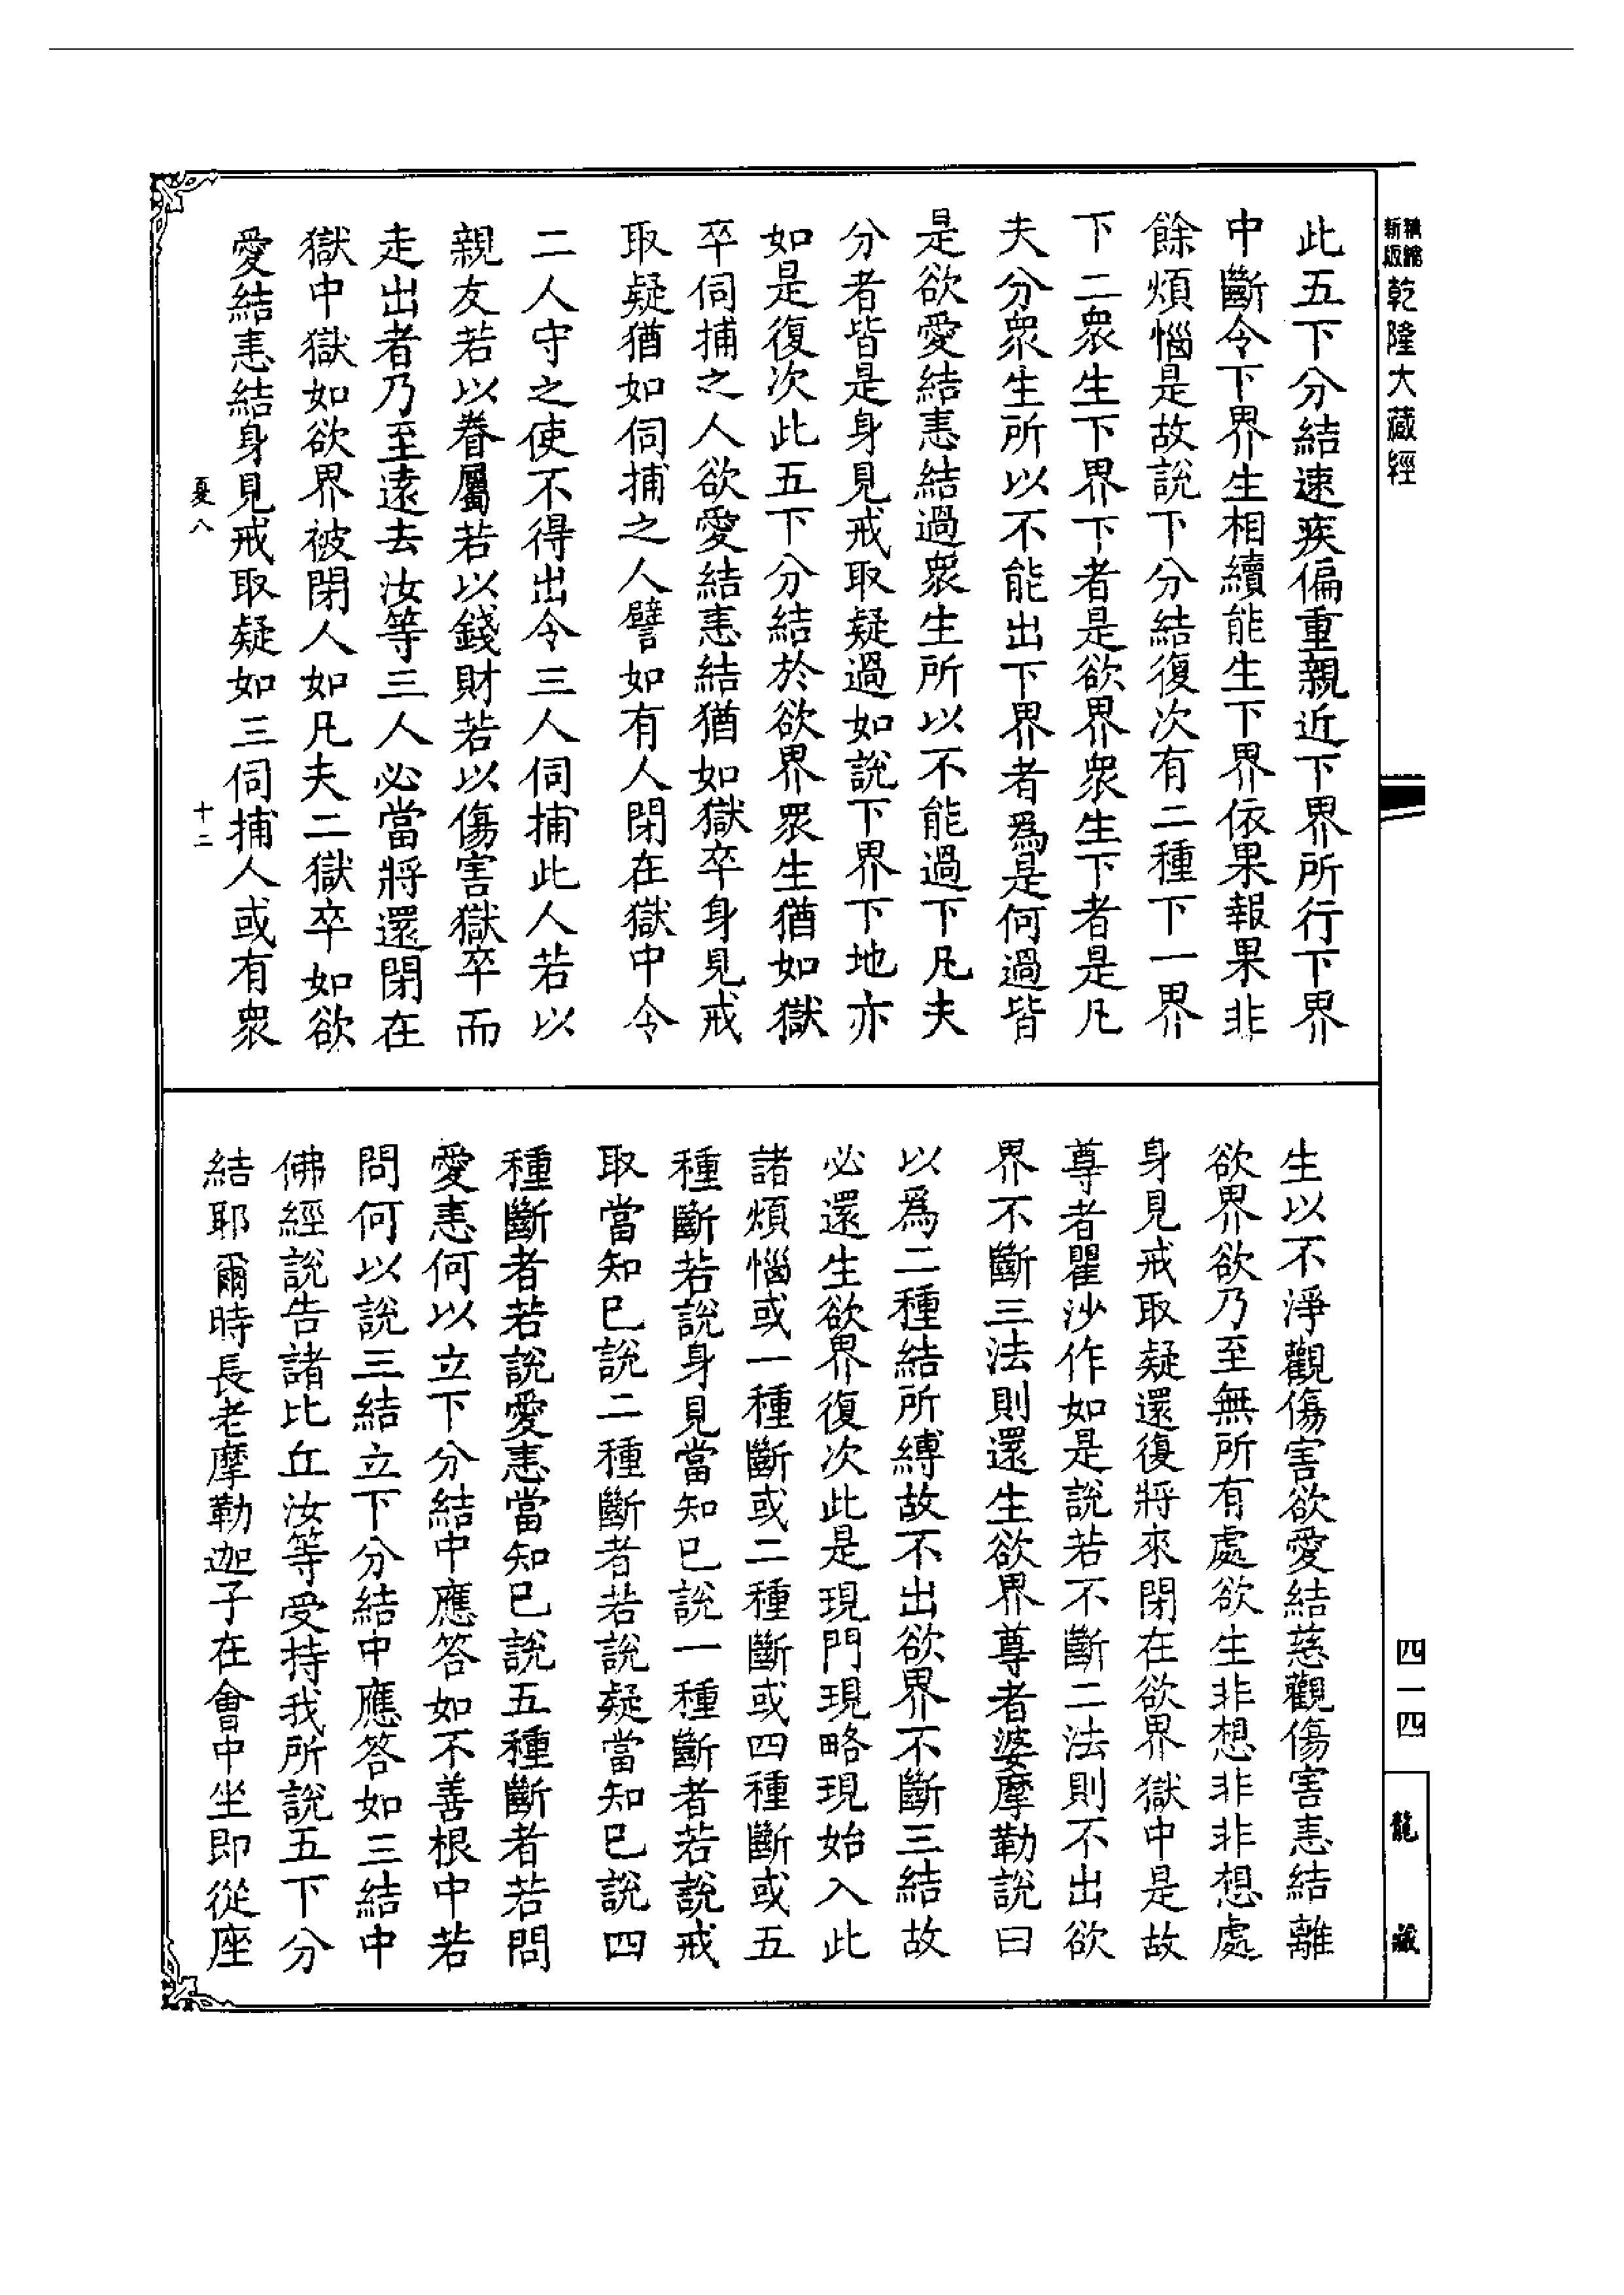 精縮新版
乾隆大藏經
四一四
龍藏
此五下分結速疾偏重親近下界所行下界
中斷令下界生相續能生下界依果報果非
餘煩惱是故說下分結復次有二種下一界
下二衆生下界下者是欲界衆生下者是凡
夫分衆生所以不能出下界者爲是何過皆
是欲愛結恚結過衆生所以不能過下凡夫
分者皆是身見戒取疑過如說下界下地亦
如是復次此五下分結於欲界衆生猶如獄
卒伺捕之人欲愛結恚結猶如獄卒身見戒
取疑猶如伺捕之人譬如有人閉在獄中令
二人守之使不得出令三人伺捕此人若以
親友若以眷屬若以錢財若以傷害獄卒而
走出者乃至遠去汝等三人必當將還閉在
獄中獄如欲界被閉人如凡夫二獄卒如欲
愛結恚結身見戒取疑如三伺捕人或有衆
憂八
十二
生以不淨觀傷害欲愛結慈觀傷害恚結離
欲界欲乃至無所有處欲生非想非非想處
身見戒取疑還復將來閉在欲界獄中是故
尊者瞿沙作如是說若不斷二法則不出欲
界不斷三法則還生欲界尊者婆摩勒說曰
以爲二種結所縛故不出欲界不斷三結故
必還生欲界復次此是現門現略現始入此
諸煩惱或一種斷或二種斷或四種斷或五
種斷若說身見當知已說一種斷者若說戒
取當知已說二種斷者若說疑當知已說四
種斷者若說愛恚當知已說五種斷者若問
愛恚何以立下分結中應答如不善根中若
問何以說三結立下分結中應答如三結中
佛經說告諸比丘汝等受持我所說五下分
結耶爾時長老摩勒迦子在會中坐即從座